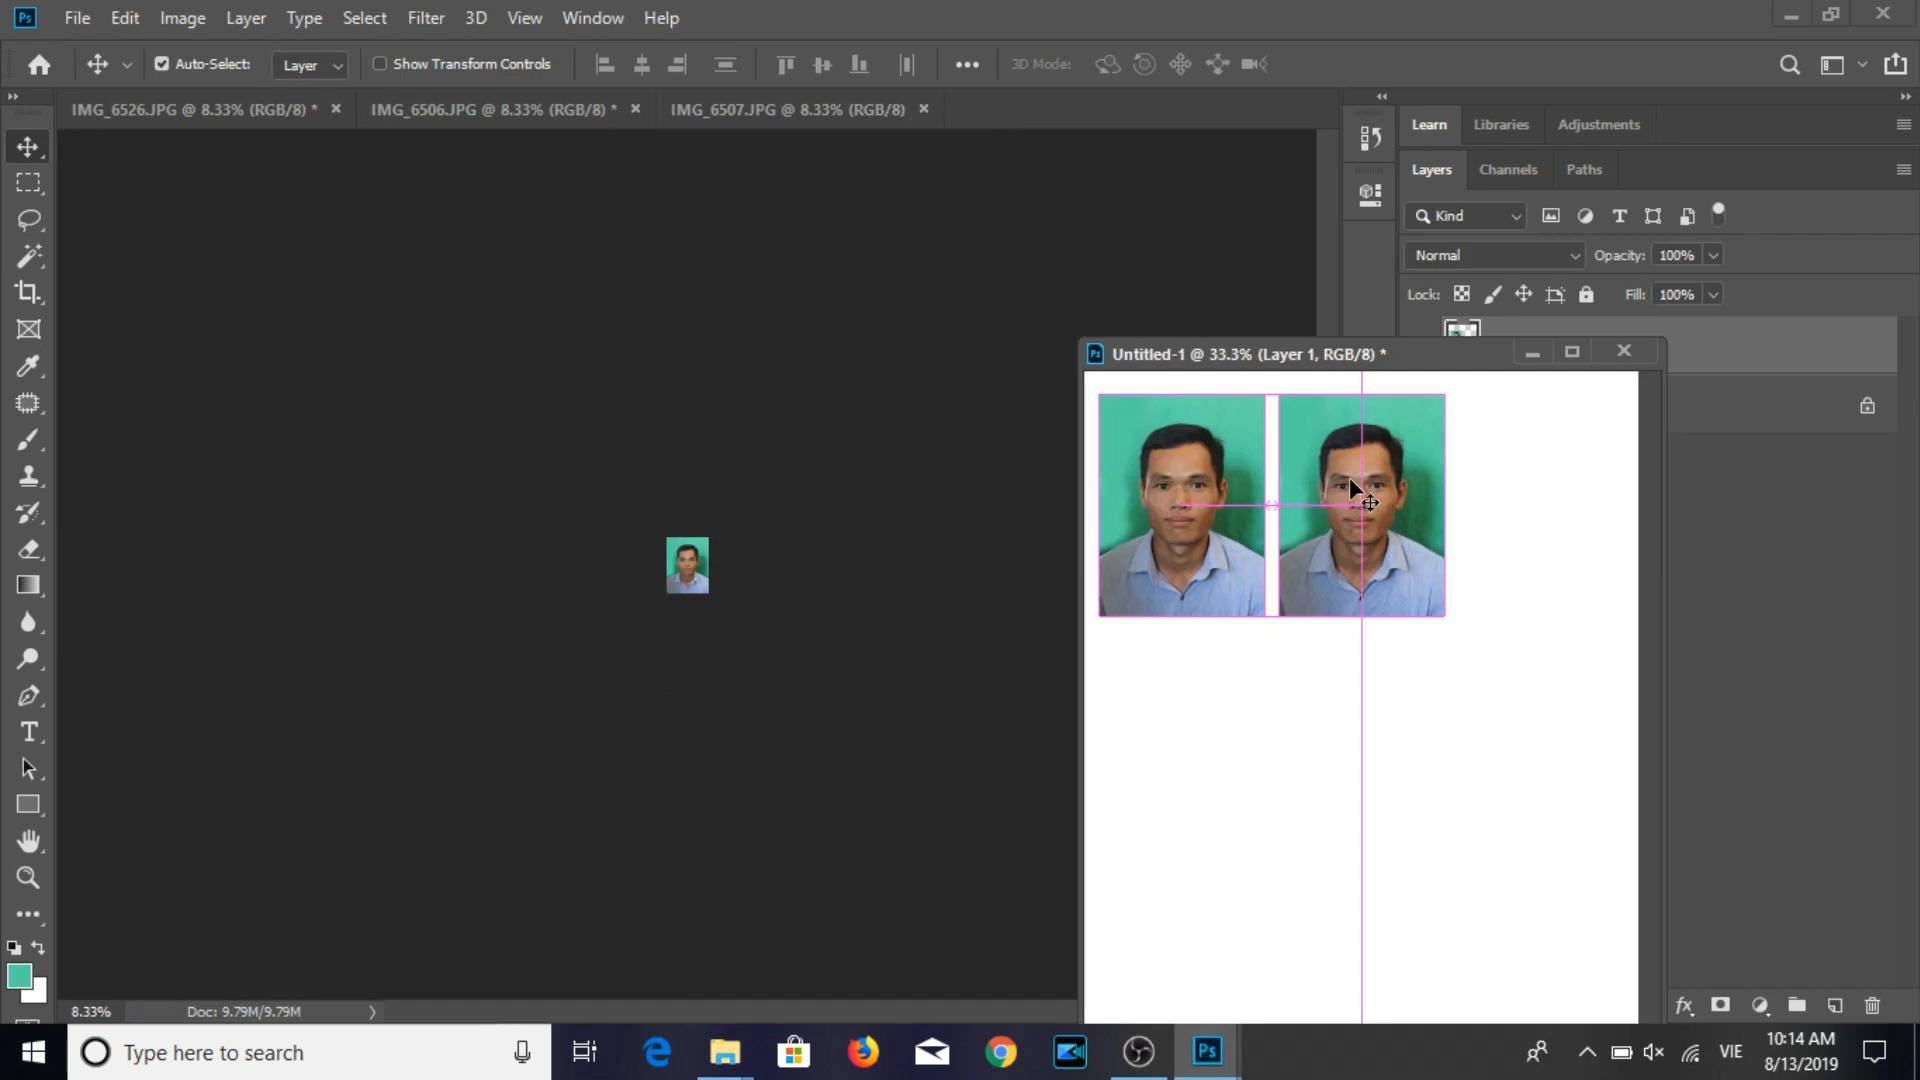 Ps File Edit Image Layer Type Select Filter 3D View Window Help
Auto-Select: Layer Show Transform Controls 3D Mode:
IMG_6526.JPG @ 8.33% (RGB/8) * IMG_6506.JPG @ 8.33% (RGB/8) * IMG_6507.JPG @ 8.33% (RGB/8)
Learn Libraries Adjustments
Layers Channels Paths
Kind
Normal Opacity: 100%
Lock: Fill: 100%
Ps Untitled-1 @ 33.3% (Layer 1, RGB/8) *
8.33% Doc: 9.79M/9.79M
Type here to search
Ps
VIE
10:14 AM
8/13/2019